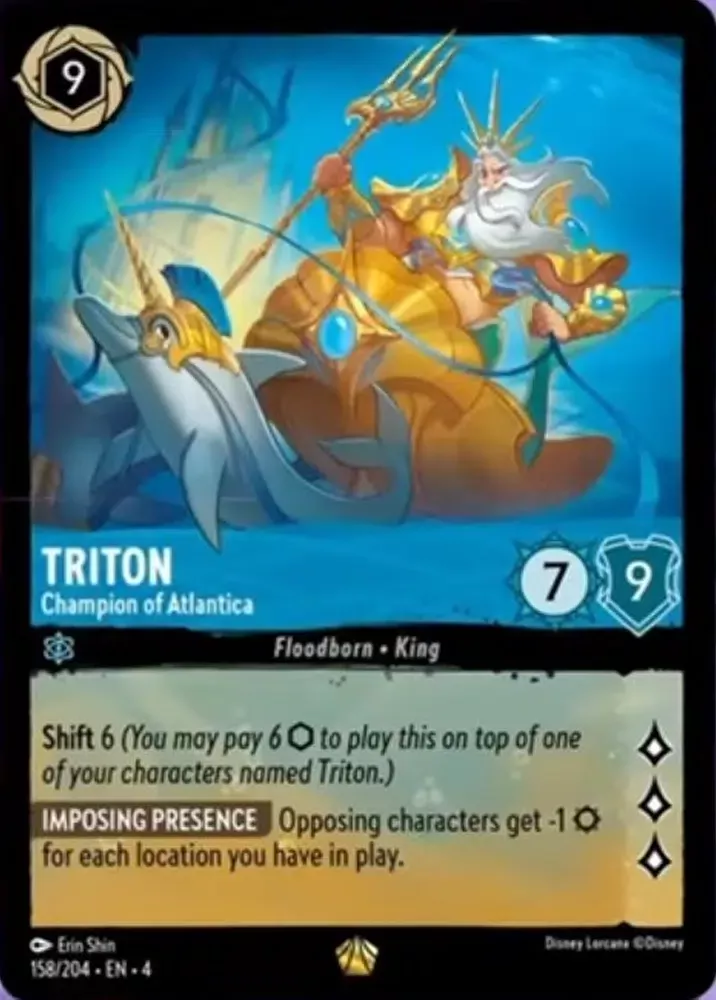 9
TRITON
Champion of Atlantica
7 9
Floodborn • King
Shift 6 (You may pay 6 ⬡ to play this on top of one
of your characters named Triton.)
IMPOSING PRESENCE Opposing characters get -1 ¤
for each location you have in play.
Erin Shin
Disney Lorcana ©Disney
158/204 • EN • 4